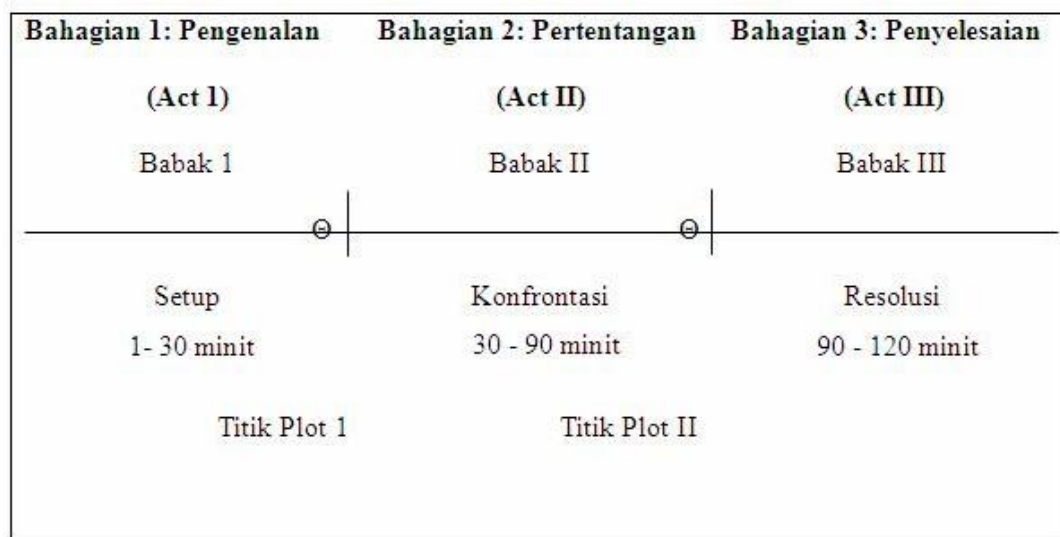 Bahagian 1: Pengenalan Bahagian 2: Pertentangan Bahagian 3: Penyelesaian
(Act 1) (Act II) (Act III)
Babak 1 Babak II Babak III
Setup Konfrontasi Resolusi
1- 30 minit 30 - 90 minit 90 - 120 minit
Titik Plot 1 Titik Plot II